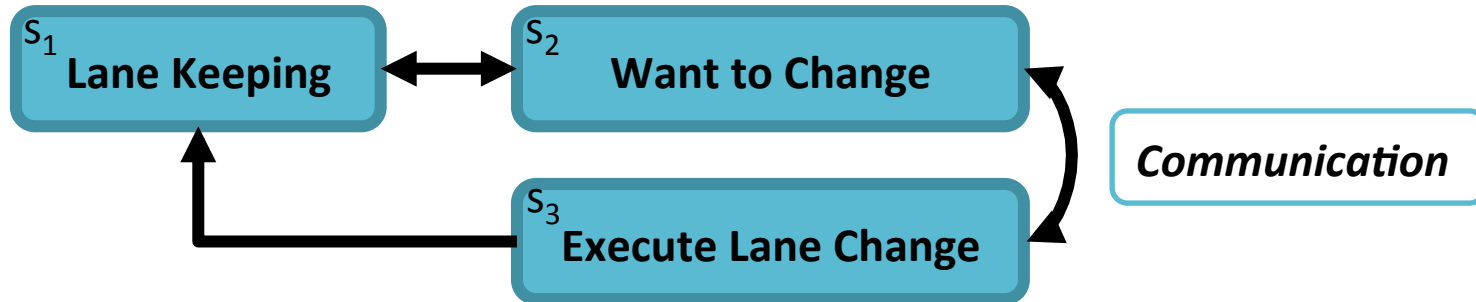 S1
Lane Keeping
S2
Want to Change
Communication
S3
Execute Lane Change